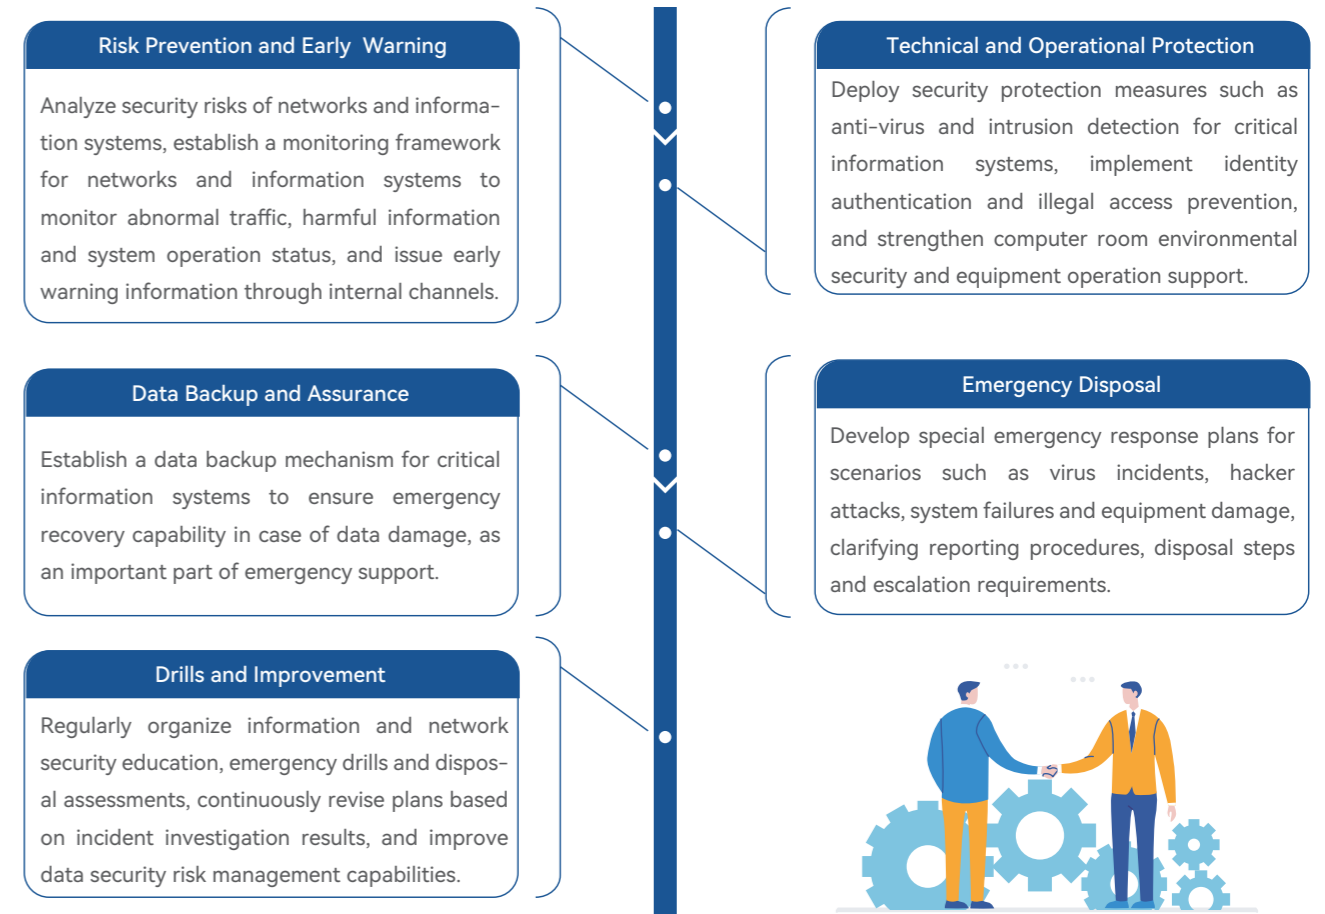 Risk Prevention and Early Warning
Analyze security risks of networks and informa-
tion systems, establish a monitoring framework
for networks and information systems to
monitor abnormal traffic, harmful information
and system operation status, and issue early
warning information through internal channels.
Technical and Operational Protection
Deploy security protection measures such as
anti-virus and intrusion detection for critical
information systems, implement identity
authentication and illegal access prevention,
and strengthen computer room environmental
security and equipment operation support.
Data Backup and Assurance
Establish a data backup mechanism for critical
information systems to ensure emergency
recovery capability in case of data damage, as
an important part of emergency support.
Emergency Disposal
Develop special emergency response plans for
scenarios such as virus incidents, hacker
attacks, system failures and equipment damage,
clarifying reporting procedures, disposal steps
and escalation requirements.
Drills and Improvement
Regularly organize information and network
security education, emergency drills and dispos-
al assessments, continuously revise plans based
on incident investigation results, and improve
data security risk management capabilities.